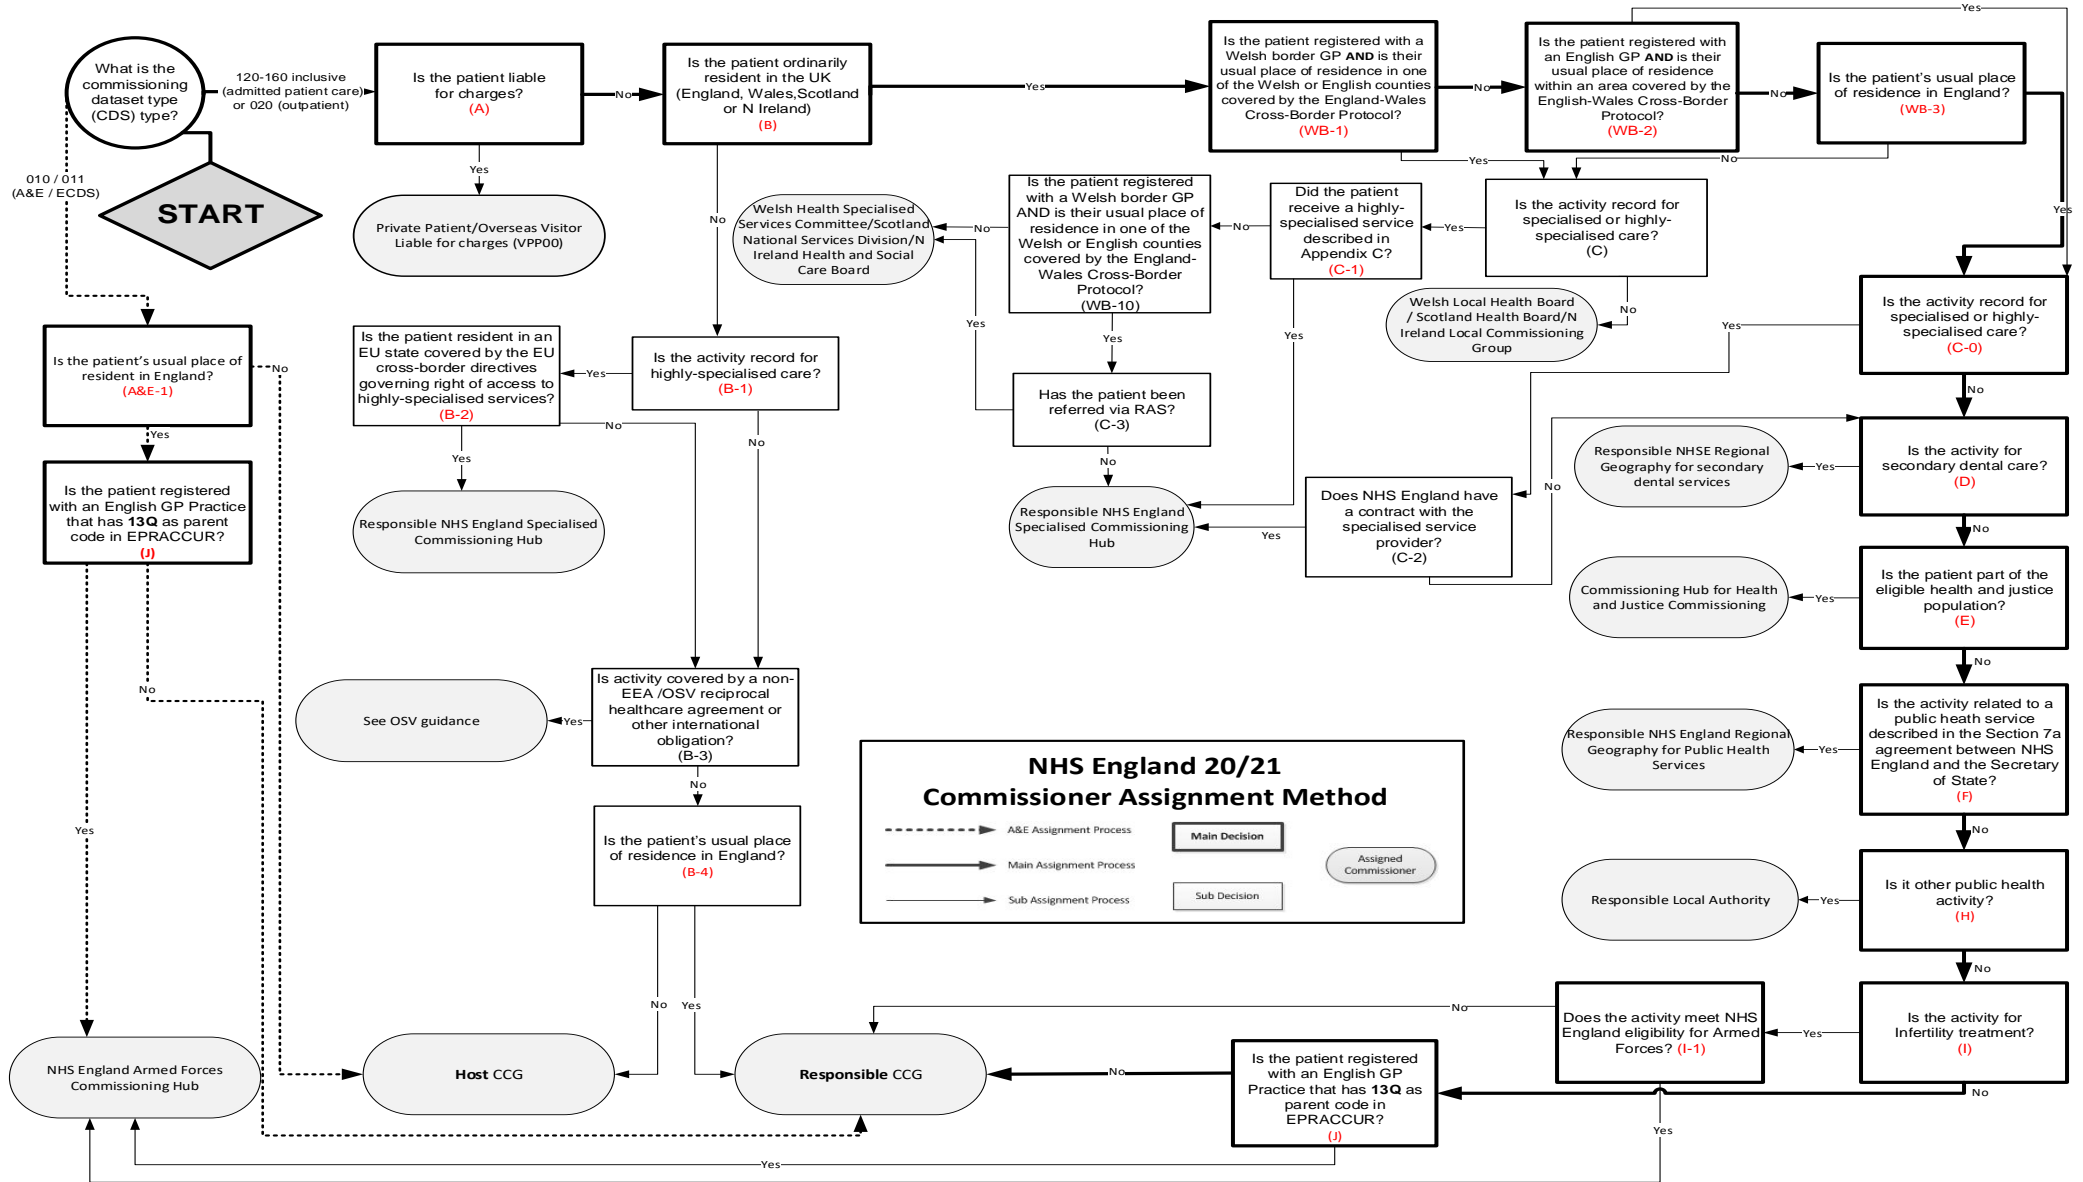 What is the
commissioning
dataset type
(CDS) type?
START
120-160 inclusive
(admitted patient care)
or 020 (outpatient)
010 / 011
(A&E / ECDS)
Is the patient liable
for charges?
(A)
No
Yes
Private Patient/Overseas Visitor
Liable for charges (VPP00)
Is the patient ordinarily
resident in the UK
(England, Wales,Scotland
or N Ireland)
(B)
Yes
No
Is the patient registered with a
Welsh border GP AND is their
usual place of residence in one
of the Welsh or English counties
covered by the England-Wales
Cross-Border Protocol?
(WB-1)
No
Yes
Is the patient registered with
an English GP AND is their
usual place of residence
within an area covered by the
English-Wales Cross-Border
Protocol?
(WB-2)
Yes
No
Is the patient's usual place
of residence in England?
(WB-3)
No
Yes
Is the activity record for
specialised or highly-
specialised care?
(C)
Yes
No
Welsh Local Health Board
/ Scotland Health Board/N
Ireland Local Commissioning
Group
Did the patient
receive a highly-
specialised service
described in
Appendix C?
(C-1)
No
Yes
Is the patient registered
with a Welsh border GP
AND is their usual place of
residence in one of the
Welsh or English counties
covered by the England-
Wales Cross-Border
Protocol?
(WB-10)
No
Yes
Welsh Health Specialised
Services Committee/Scotland
National Services Division/N
Ireland Health and Social
Care Board
Has the patient been
referred via RAS?
(C-3)
Yes
No
Responsible NHS England
Specialised Commissioning
Hub
Does NHS England have
a contract with the
specialised service
provider?
(C-2)
Yes
No
Is the activity record for
specialised or highly-
specialised care?
(C-0)
Yes
No
Is the activity for
secondary dental care?
(D)
Yes
Responsible NHSE Regional
Geography for secondary
dental services
No
Is the patient part of the
eligible health and justice
population?
(E)
Yes
Commissioning Hub for Health
and Justice Commissioning
No
Is the activity related to a
public heath service
described in the Section 7a
agreement between NHS
England and the Secretary
of State?
(F)
Yes
Responsible NHS England Regional
Geography for Public Health
Services
No
Is it other public health
activity?
(H)
Yes
Responsible Local Authority
No
Is the activity for
Infertility treatment?
(I)
Yes
No
Does the activity meet NHS
England eligibility for Armed
Forces? (I-1)
No
Yes
Is the patient registered
with an English GP
Practice that has 13Q as
parent code in
EPRACCUR?
(J)
No
Yes
Responsible CCG
Is the patient's usual place of
resident in England?
(A&E-1)
No
Yes
Is the patient registered
with an English GP Practice
that has 13Q as parent
code in EPRACCUR?
(J)
Yes
No
NHS England Armed Forces
Commissioning Hub
Host CCG
Is the patient resident in an
EU state covered by the EU
cross-border directives
governing right of access to
highly-specialised services?
(B-2)
Yes
No
Responsible NHS England Specialised
Commissioning Hub
Is the activity record for
highly-specialised care?
(B-1)
Yes
No
Is activity covered by a non-
EEA /OSV reciprocal
healthcare agreement or
other international
obligation?
(B-3)
Yes
See OSV guidance
No
Is the patient's usual place
of residence in England?
(B-4)
No
Yes
NHS England 20/21
Commissioner Assignment Method
A&E Assignment Process
Main Assignment Process
Sub Assignment Process
Main Decision
Sub Decision
Assigned
Commissioner